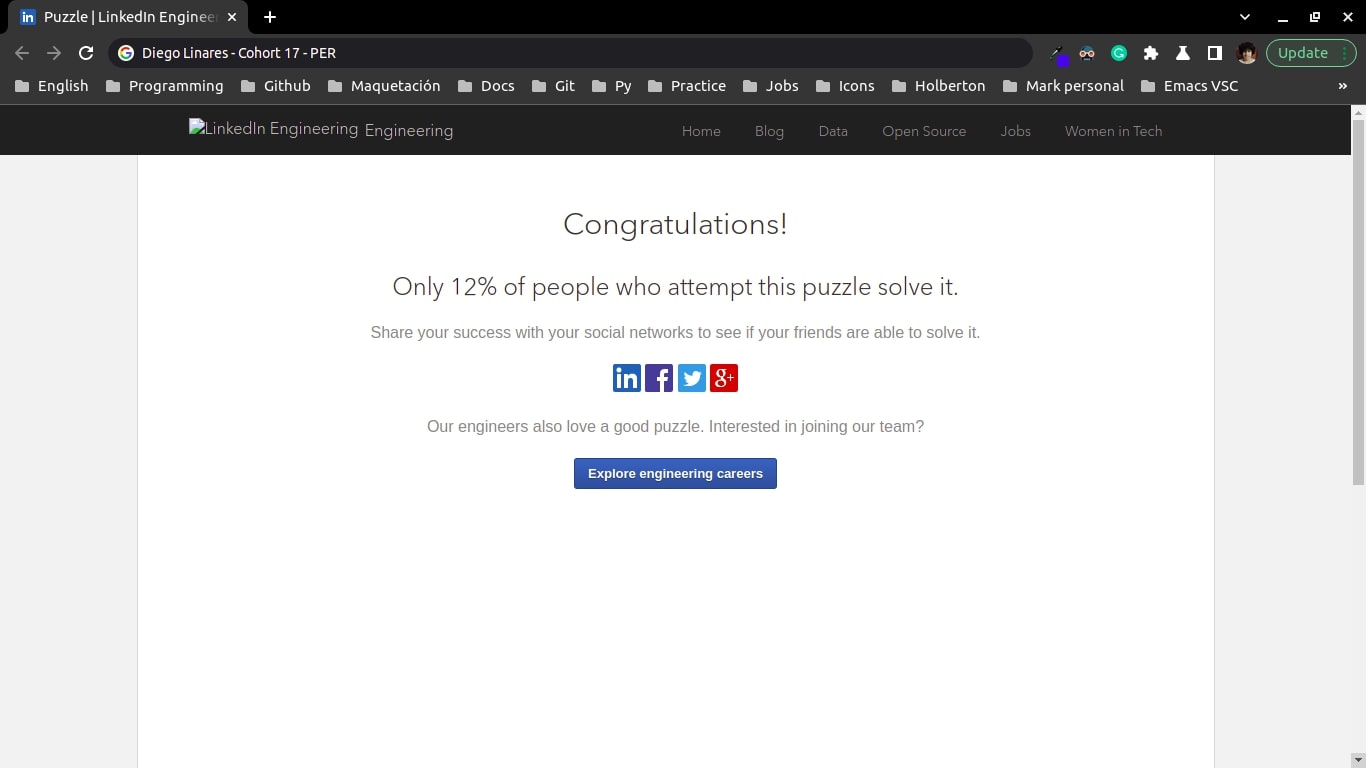 Puzzle | LinkedIn Enginee
Diego Linares - Cohort 17 - PER
Update
English Programming Github Maquetación Docs Git Py Practice Jobs Icons Holberton Mark personal Emacs VSC »
LinkedIn Engineering Engineering Home Blog Data Open Source Jobs Women in Tech
Congratulations!
Only 12% of people who attempt this puzzle solve it.
Share your success with your social networks to see if your friends are able to solve it.
in f g+
Our engineers also love a good puzzle. Interested in joining our team?
Explore engineering careers